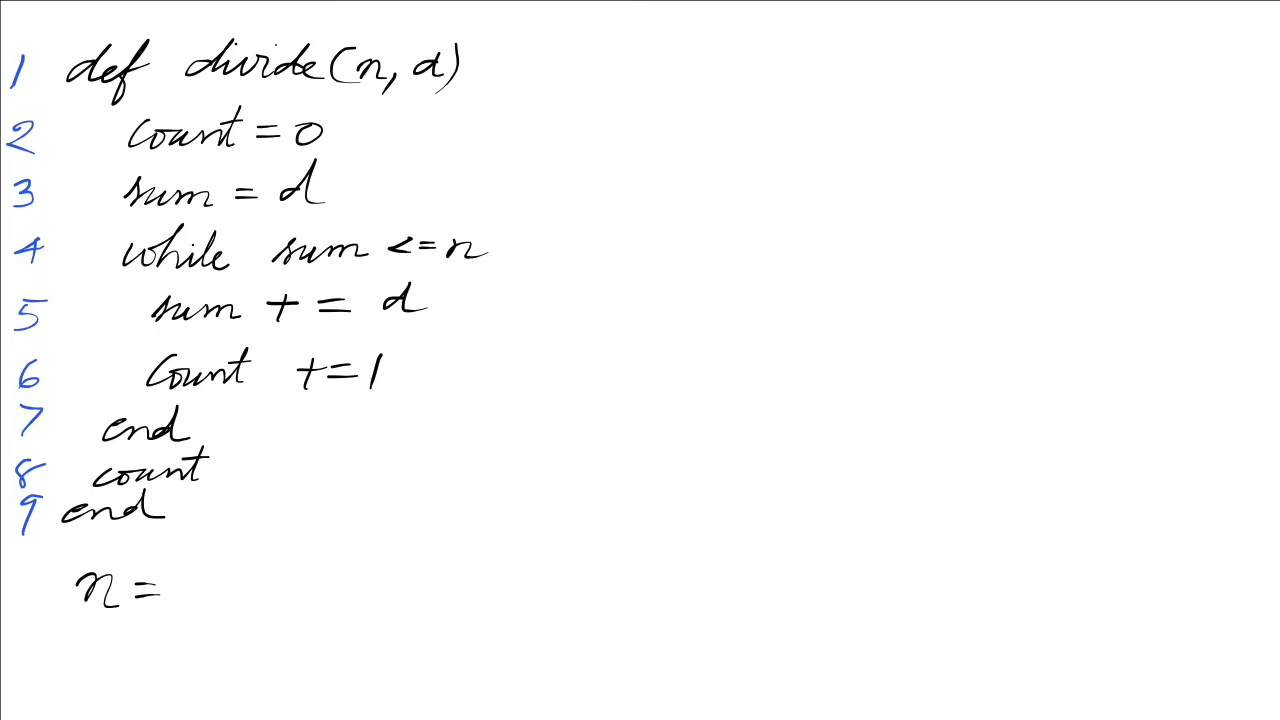 1 def divide(n, d)
2 count = 0
3 sum = d
4 while sum <= n
5 sum += d
6 count += 1
7 end
8 count
9 end
n =